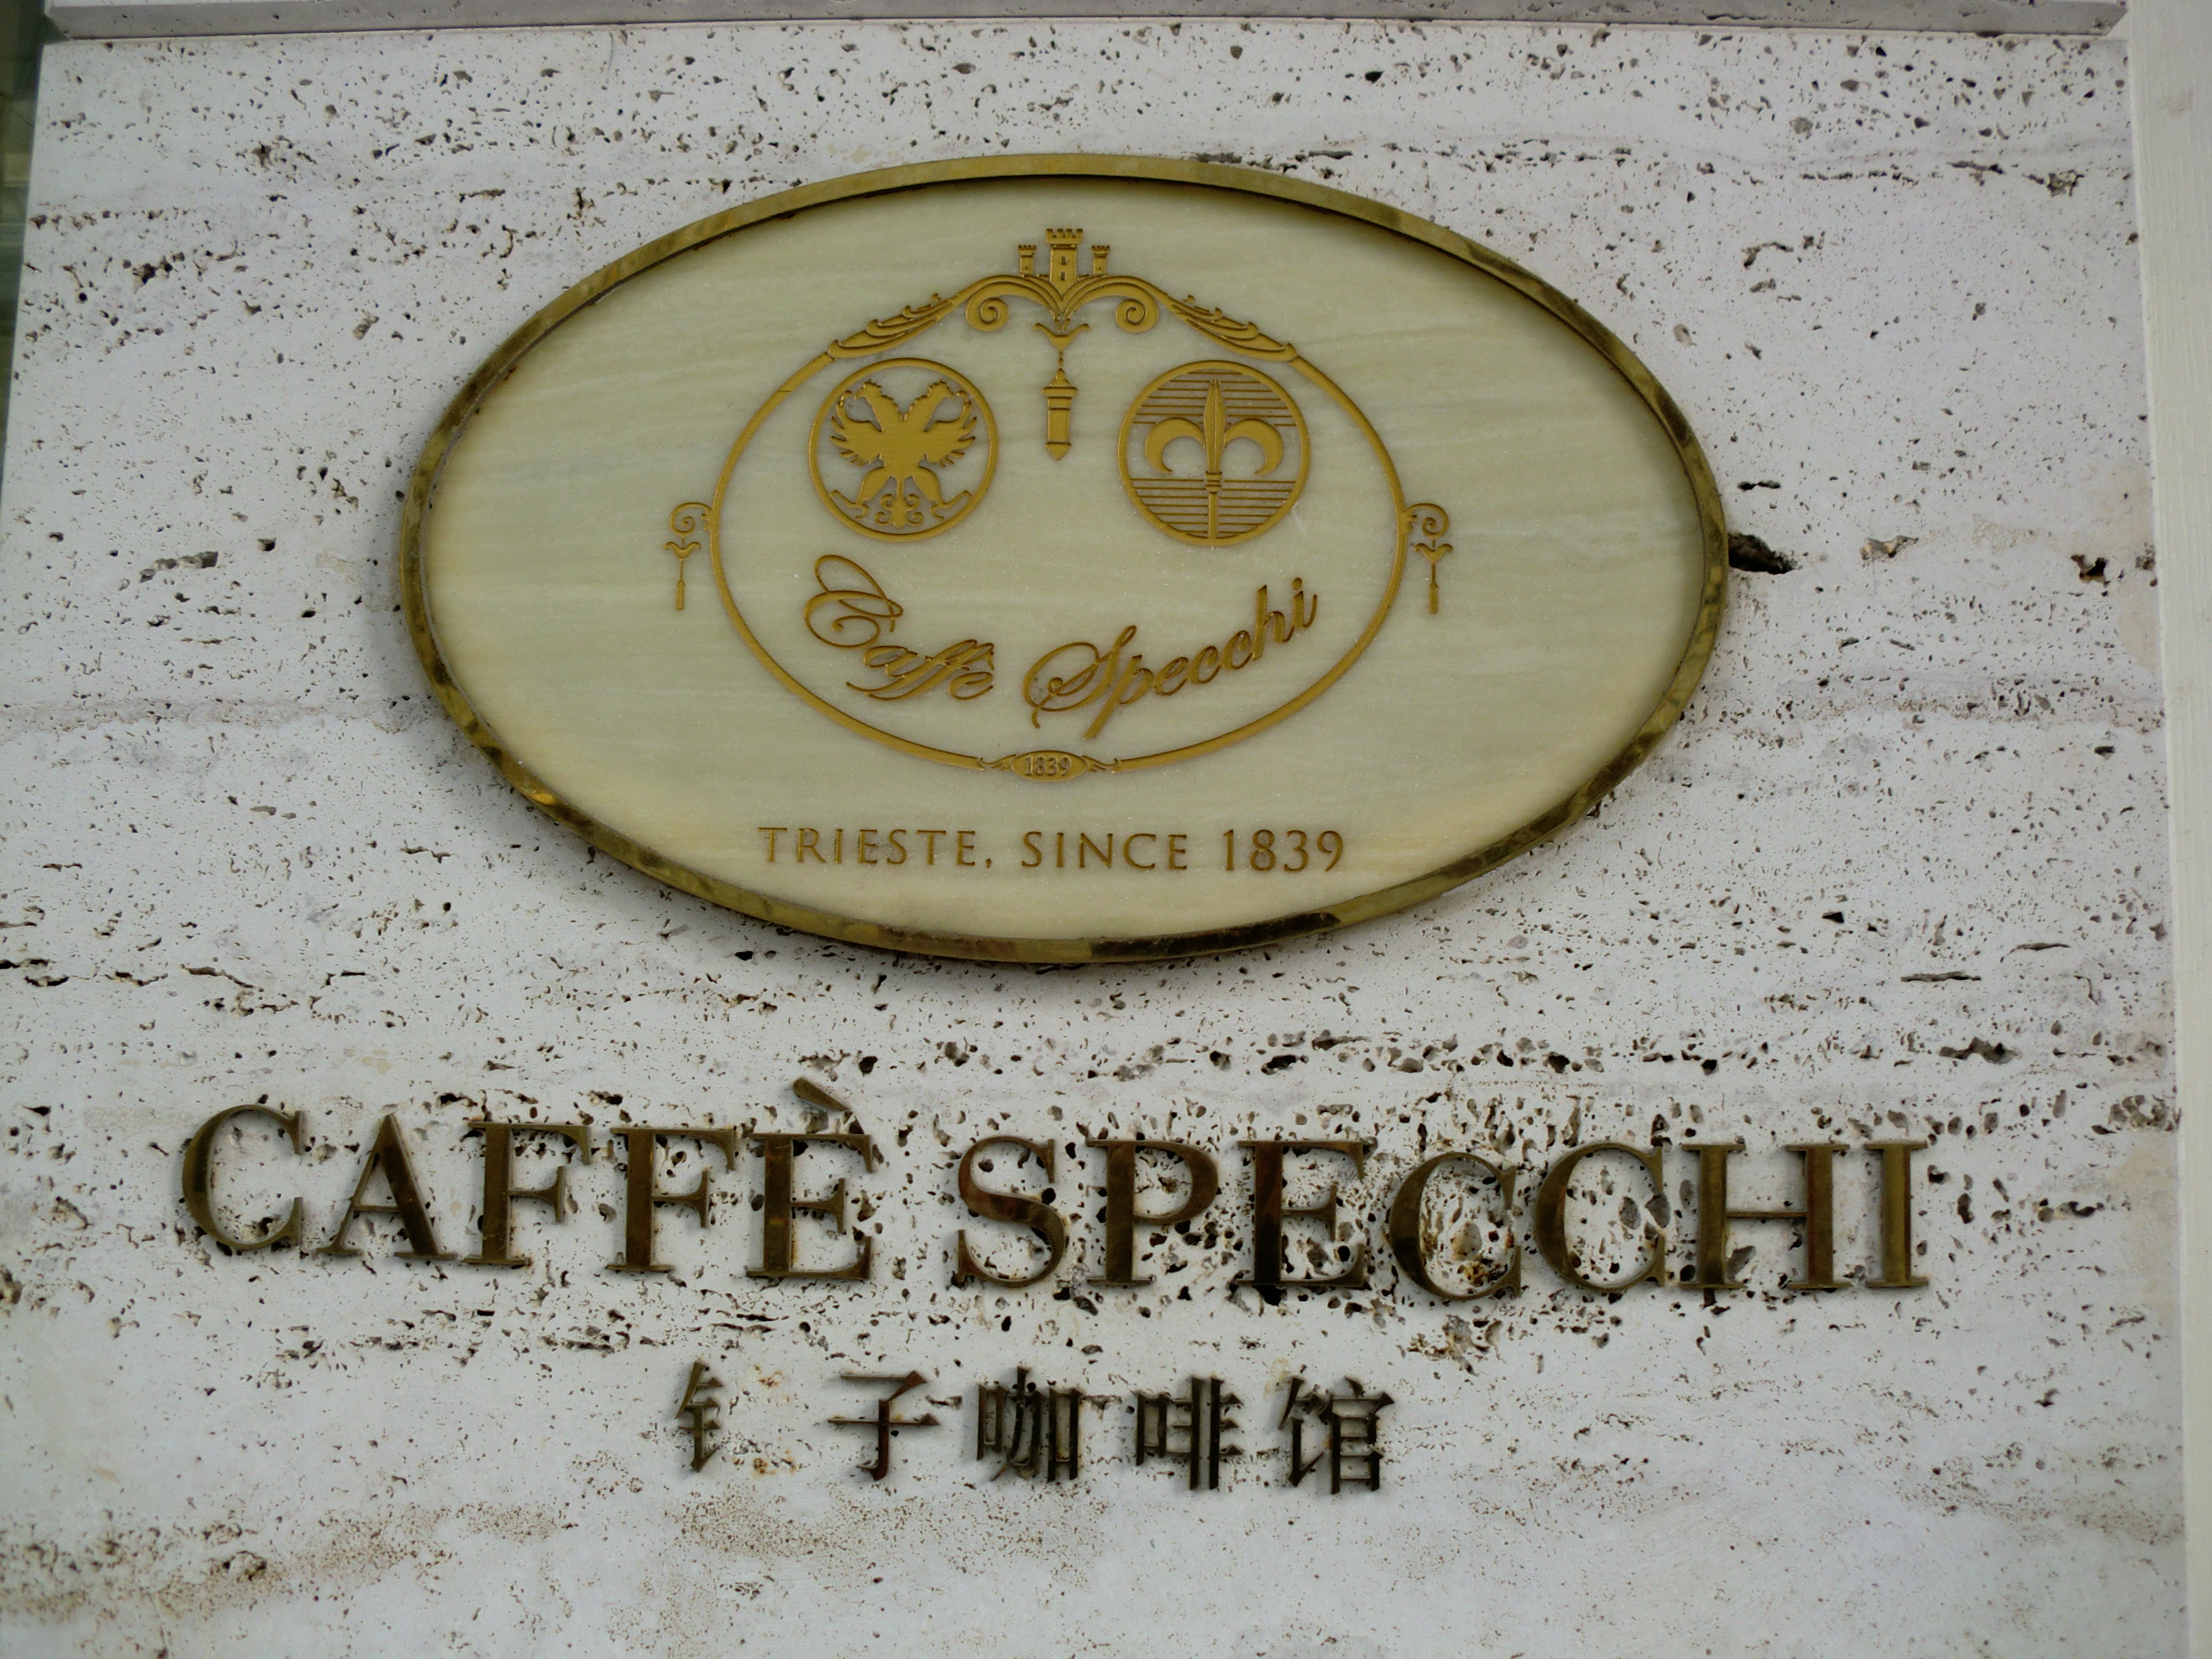 Caffè Specchi
1839
TRIESTE, SINCE 1839
CAFFÈ SPECCHI
钅子咖啡馆